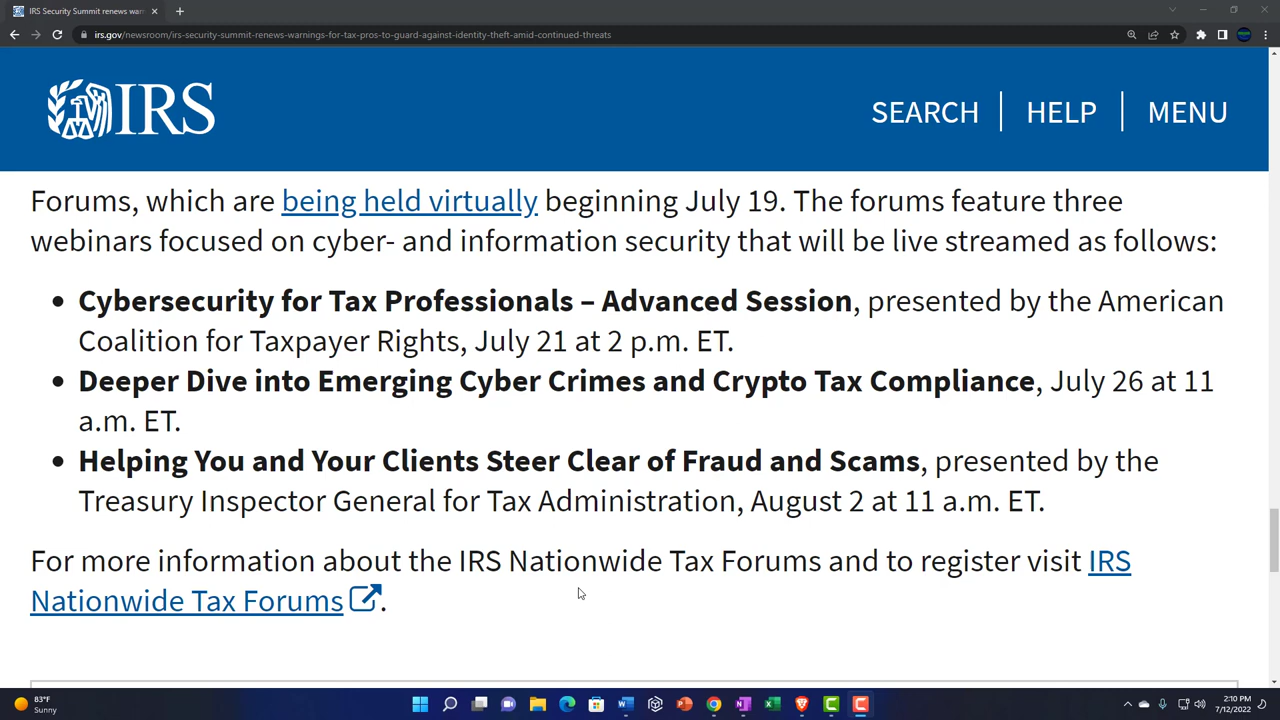 IRS Security Summit renews war
irs.gov/newsroom/irs-security-summit-renews-warnings-for-tax-pros-to-guard-against-identity-theft-amid-continued-threats
IRS
SEARCH
HELP
MENU
Forums, which are being held virtually beginning July 19. The forums feature three
webinars focused on cyber- and information security that will be live streamed as follows:
• Cybersecurity for Tax Professionals – Advanced Session, presented by the American
Coalition for Taxpayer Rights, July 21 at 2 p.m. ET.
• Deeper Dive into Emerging Cyber Crimes and Crypto Tax Compliance, July 26 at 11
a.m. ET.
• Helping You and Your Clients Steer Clear of Fraud and Scams, presented by the
Treasury Inspector General for Tax Administration, August 2 at 11 a.m. ET.
For more information about the IRS Nationwide Tax Forums and to register visit IRS
Nationwide Tax Forums.
83°F
Sunny
2:10 PM
7/12/2022